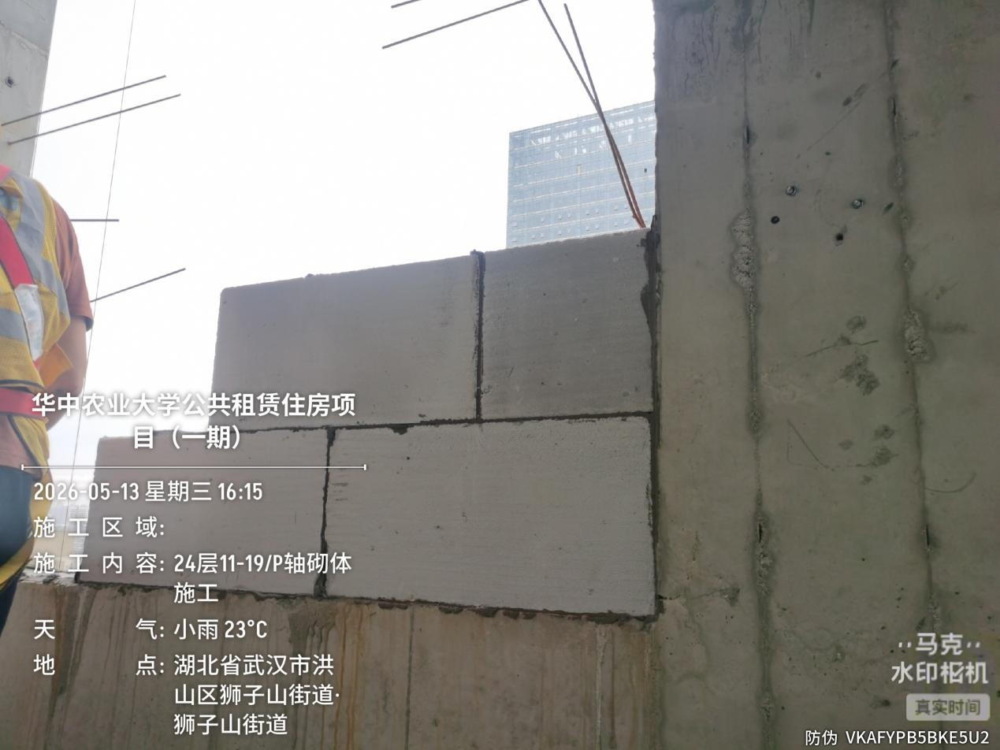 华中农业大学公共租赁住房项
目（一期）
2026-05-13 星期三 16:15
施工区域:
施工内容: 24层11-19/P轴砌体
施工
天气: 小雨 23°C
地点: 湖北省武汉市洪
山区狮子山街道·
狮子山街道
马克
水印相机
真实时间
防伪 VKAFYPB5BKE5U2